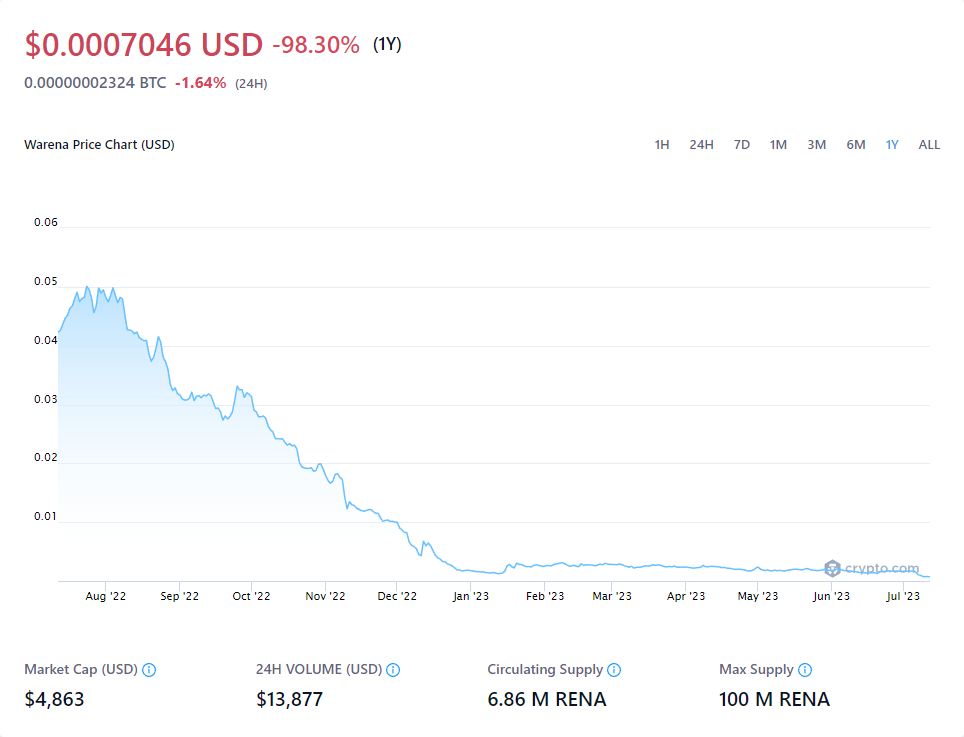 $0.0007046 USD -98.30% (1Y)
0.00000002324 BTC -1.64% (24H)
Warena Price Chart (USD) 1H 24H 7D 1M 3M 6M 1Y ALL
0.06
0.05
0.04
0.03
0.02
0.01
crypto.com
Aug '22 Sep '22 Oct '22 Nov '22 Dec '22 Jan '23 Feb '23 Mar '23 Apr '23 May '23 Jun '23 Jul '23
Market Cap (USD) 24H VOLUME (USD) Circulating Supply Max Supply
$4,863 $13,877 6.86 M RENA 100 M RENA